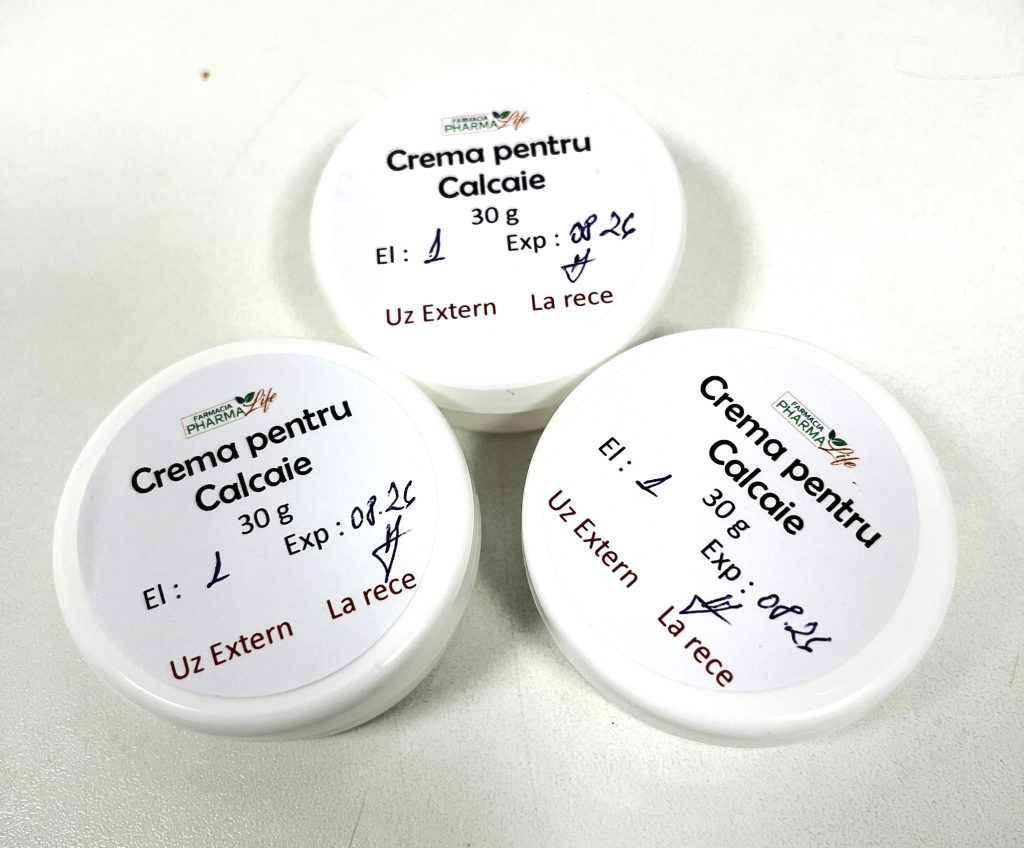 FARMACIA
PHARMA Life
Crema pentru
Calcaie
30 g
El : 1 Exp : 08.26
Uz Extern La rece
FARMACIA
PHARMA Life
Crema pentru
Calcaie
30 g
El : 1 Exp : 08.26
Uz Extern La rece
FARMACIA
PHARMA Life
Crema pentru
Calcaie
30 g
El : 1 Exp : 08.26
Uz Extern La rece